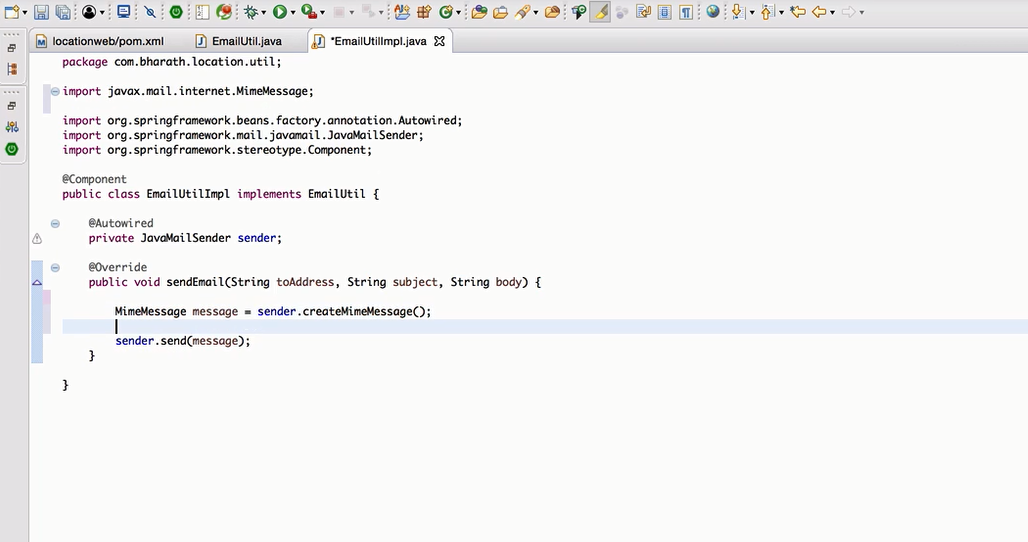 locationweb/pom.xml
EmailUtil.java
*EmailUtilImpl.java
package com.bharath.location.util;
import javax.mail.internet.MimeMessage;
import org.springframework.beans.factory.annotation.Autowired;
import org.springframework.mail.javamail.JavaMailSender;
import org.springframework.stereotype.Component;
@Component
public class EmailUtilImpl implements EmailUtil {
@Autowired
private JavaMailSender sender;
@Override
public void sendEmail(String toAddress, String subject, String body) {
MimeMessage message = sender.createMimeMessage();
sender.send(message);
}
}